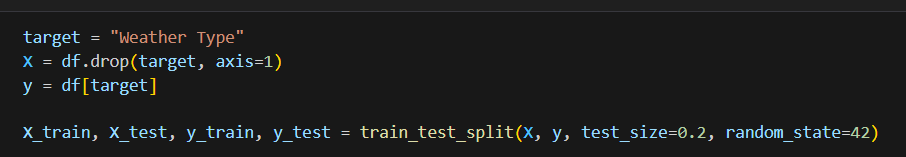 target = "Weather Type"
X = df.drop(target, axis=1)
y = df[target]
X_train, X_test, y_train, y_test = train_test_split(X, y, test_size=0.2, random_state=42)